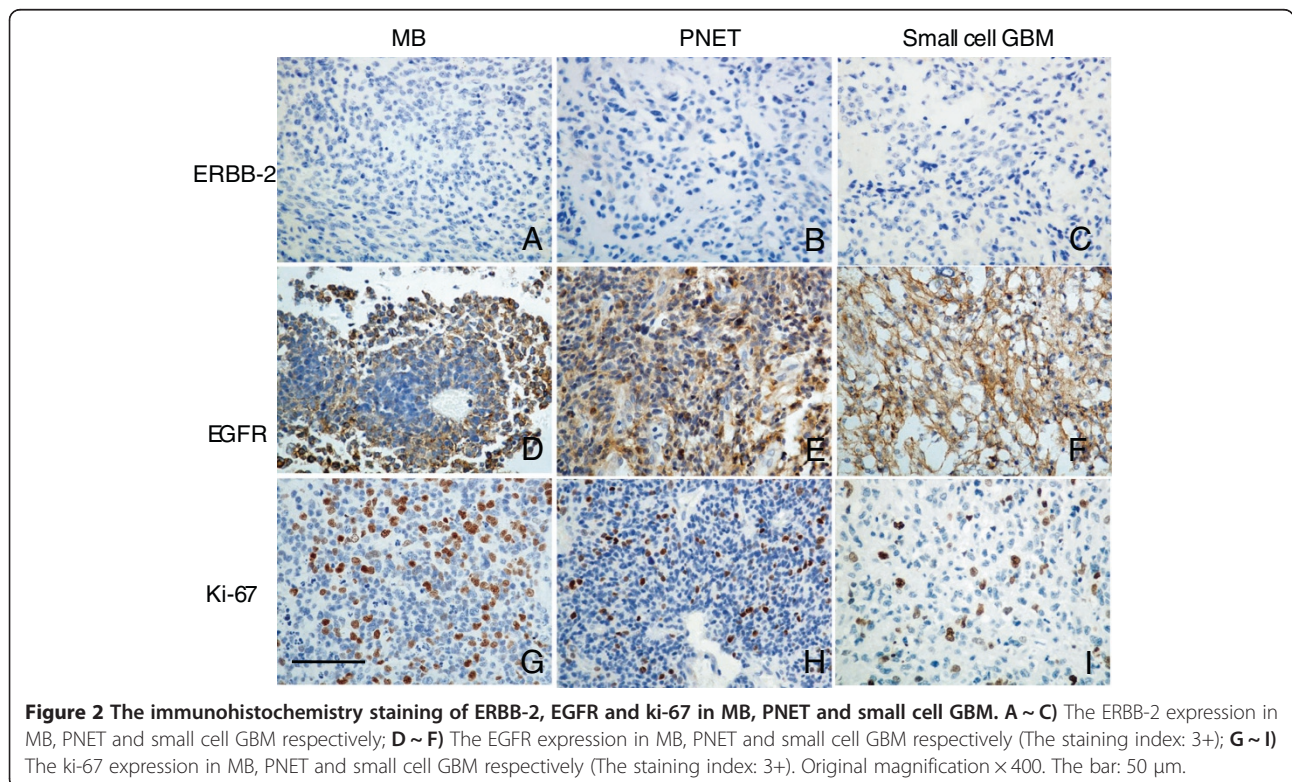 MB PNET Small cell GBM
ERBB-2
A B C
EGFR
D E F
Ki-67
G H I
Figure 2 The immunohistochemistry staining of ERBB-2, EGFR and ki-67 in MB, PNET and small cell GBM. A ~ C) The ERBB-2 expression in
MB, PNET and small cell GBM respectively; D ~ F) The EGFR expression in MB, PNET and small cell GBM respectively (The staining index: 3+); G ~ I)
The ki-67 expression in MB, PNET and small cell GBM respectively (The staining index: 3+). Original magnification × 400. The bar: 50 μm.